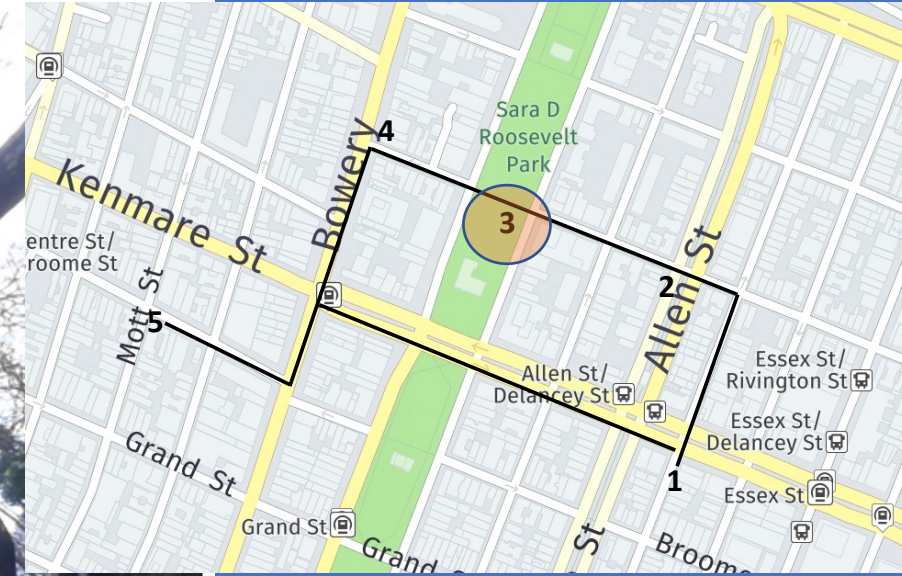 Sara D
Roosevelt
Park
4
Bowery
Kenmare St
3
entre St/
roome St
Mott St
5
2
Allen St
Allen St/
Delancey St
Essex St/
Rivington St
Essex St/
Delancey St
1
Essex St
Grand St
Grand St
Grand S
St
Broome